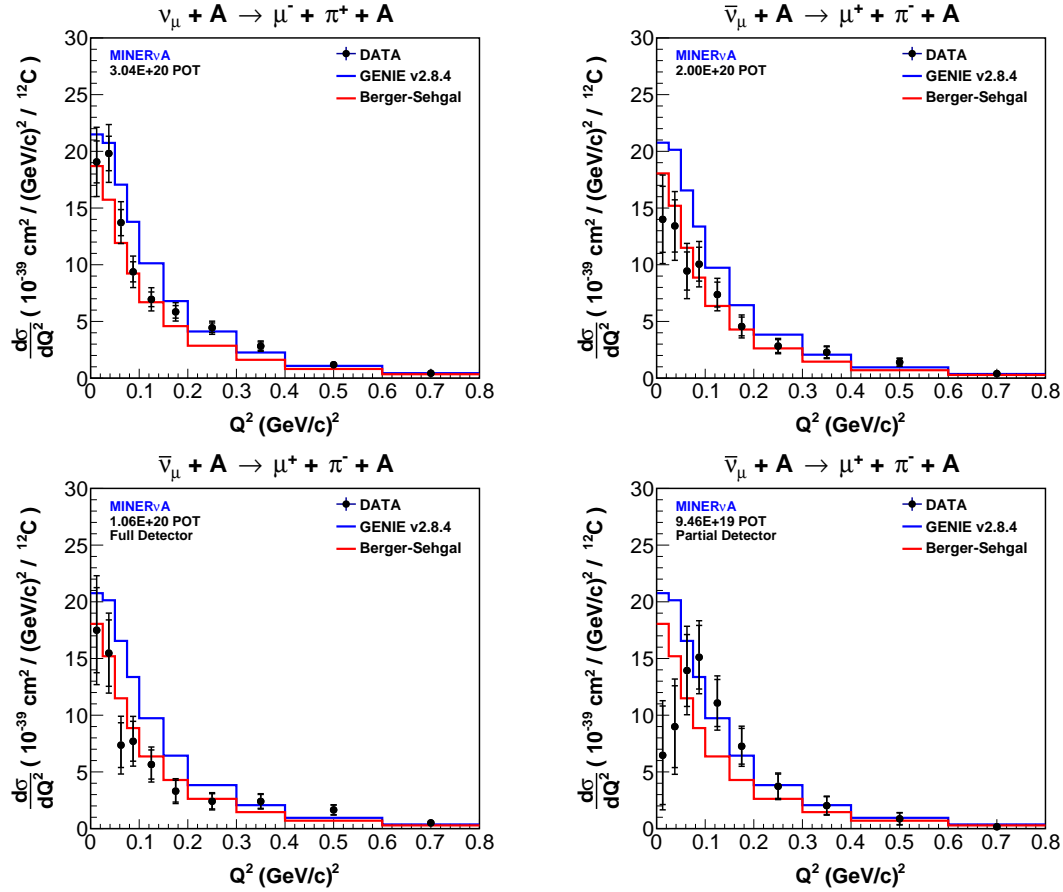 νμ + A → μ- + π+ + A
30
25
20
15
10
5
0
dσ/dQ² ( 10⁻³⁹ cm² / (GeV/c)² / ¹²C)
MINERνA
3.04E+20 POT
DATA
GENIE v2.8.4
Berger-Sehgal
0 0.1 0.2 0.3 0.4 0.5 0.6 0.7 0.8
Q² (GeV/c)²
ν̅μ + A → μ+ + π- + A
30
25
20
15
10
5
0
dσ/dQ² ( 10⁻³⁹ cm² / (GeV/c)² / ¹²C)
MINERνA
2.00E+20 POT
DATA
GENIE v2.8.4
Berger-Sehgal
0 0.1 0.2 0.3 0.4 0.5 0.6 0.7 0.8
Q² (GeV/c)²
ν̅μ + A → μ+ + π- + A
30
25
20
15
10
5
0
dσ/dQ² ( 10⁻³⁹ cm² / (GeV/c)² / ¹²C)
MINERνA
1.06E+20 POT
Full Detector
DATA
GENIE v2.8.4
Berger-Sehgal
0 0.1 0.2 0.3 0.4 0.5 0.6 0.7 0.8
Q² (GeV/c)²
ν̅μ + A → μ+ + π- + A
30
25
20
15
10
5
0
dσ/dQ² ( 10⁻³⁹ cm² / (GeV/c)² / ¹²C)
MINERνA
9.46E+19 POT
Partial Detector
DATA
GENIE v2.8.4
Berger-Sehgal
0 0.1 0.2 0.3 0.4 0.5 0.6 0.7 0.8
Q² (GeV/c)²